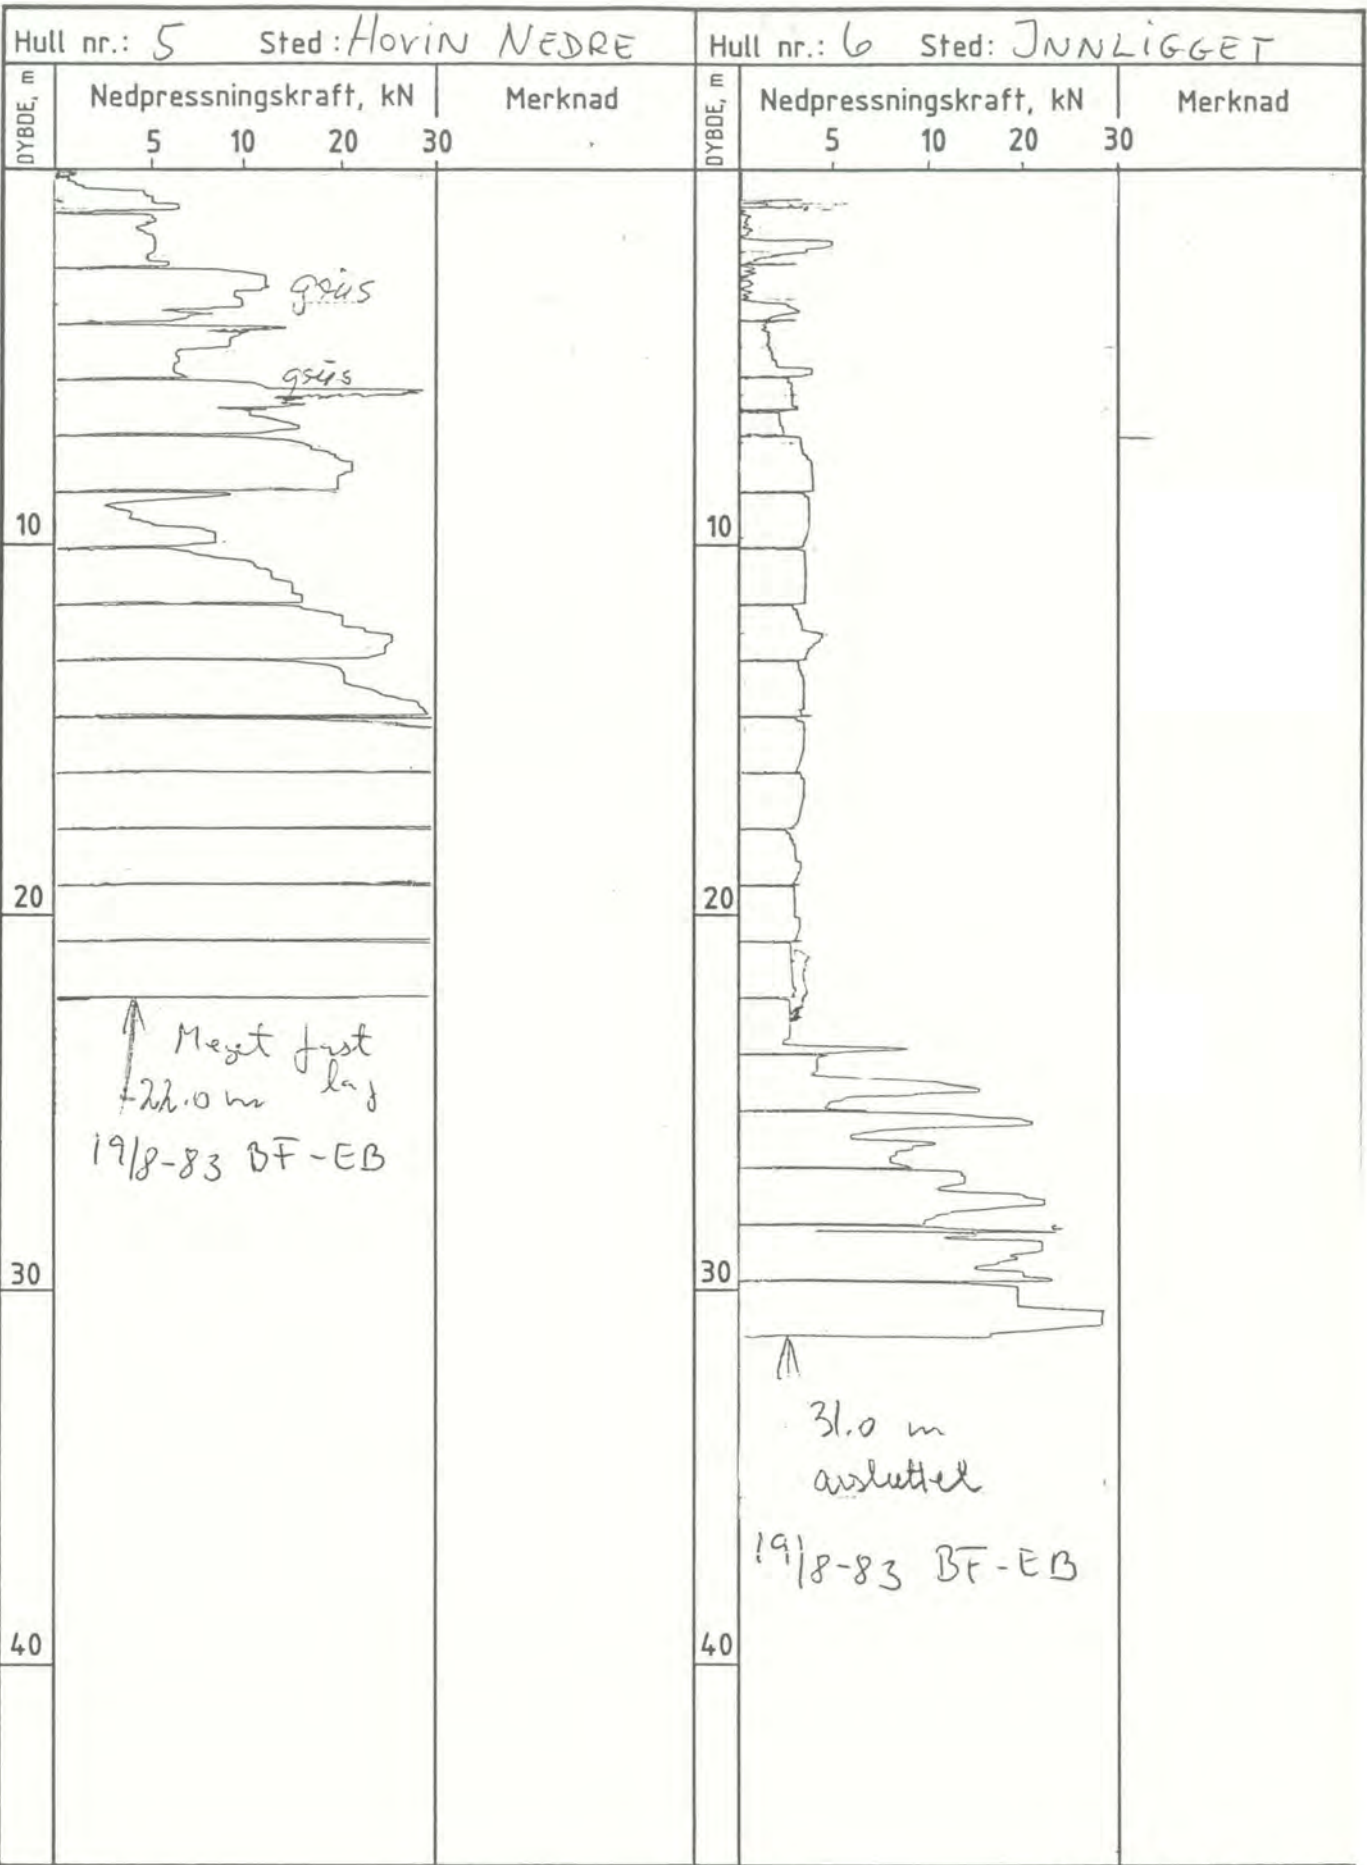 Hull nr.: 5 Sted: HOVIN NEDRE
DYBDE, m
Nedpressningskraft, kN
Merknad
5 10 20 30
grus
grus
10
20
Meget fast
lag
22.0 m
19/8-83 BF-EB
30
40
Hull nr.: 6 Sted: INNLIGGET
DYBDE, m
Nedpressningskraft, kN
Merknad
5 10 20 30
10
20
30
31.0 m
avsluttet
19/8-83 BF-EB
40